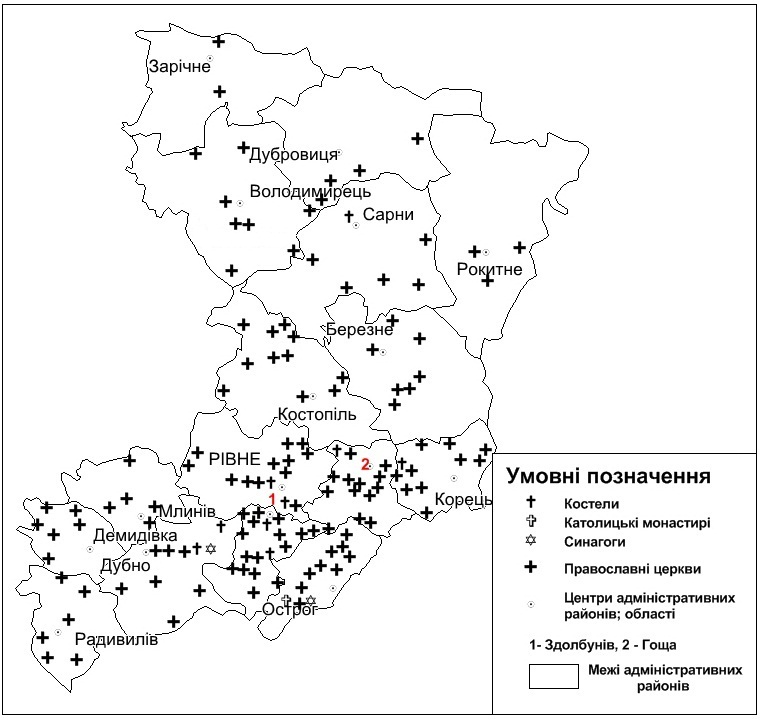 Зарічне
Дубровиця
Володимирець
Сарни
Рокитне
Березне
Костопіль
РІВНЕ
2
1
Корець
Млинів
Демидівка
Дубно
Острог
Радивилів
Умовні позначення
Костели
Католицькі монастирі
Синагоги
Православні церкви
Центри адміністративних
районів; області
1- Здолбунів, 2 - Гоща
Межі адміністративних
районів